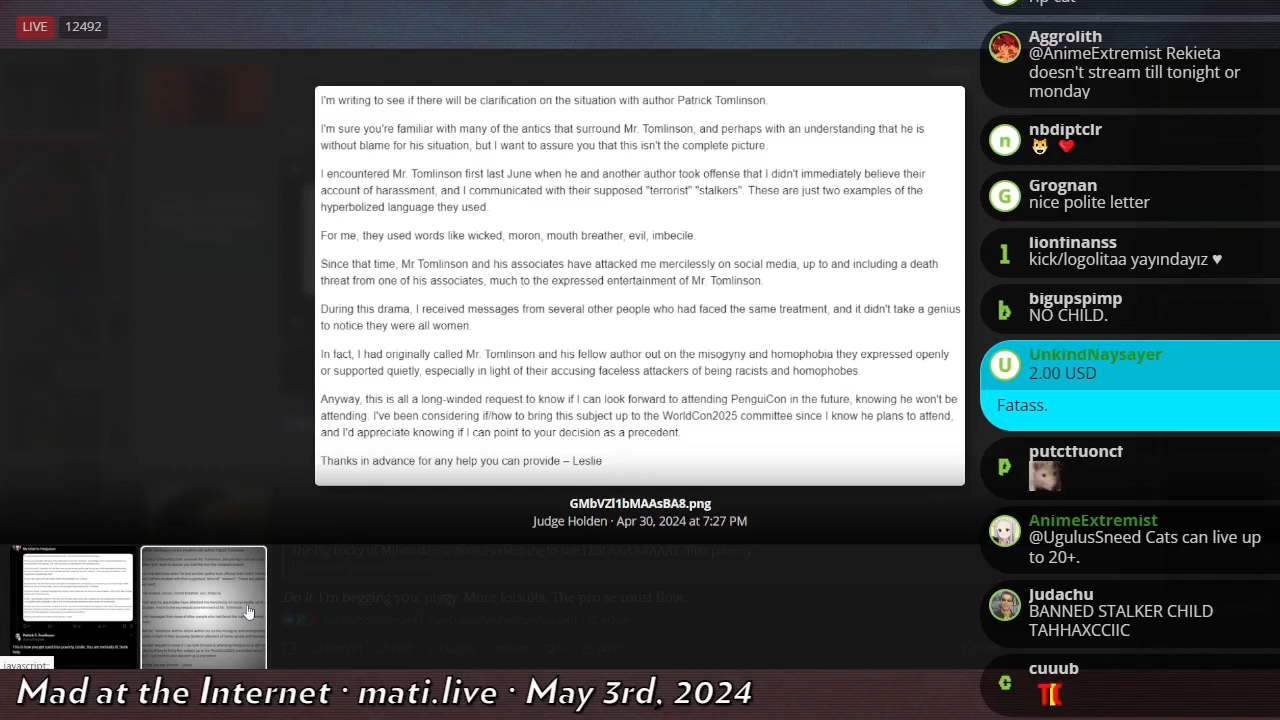 LIVE 12492
I'm writing to see if there will be clarification on the situation with author Patrick Tomlinson.
I'm sure you're familiar with many of the antics that surround Mr. Tomlinson, and perhaps with an understanding that he is
without blame for his situation, but I want to assure you that this isn't the complete picture.
I encountered Mr. Tomlinson first last June when he and another author took offense that I didn't immediately believe their
account of harassment, and I communicated with their supposed "terrorist" "stalkers". These are just two examples of the
hyperbolized language they used.
For me, they used words like wicked, moron, mouth breather, evil, imbecile.
Since that time, Mr Tomlinson and his associates have attacked me mercilessly on social media, up to and including a death
threat from one of his associates, much to the expressed entertainment of Mr. Tomlinson.
During this drama, I received messages from several other people who had faced the same treatment, and it didn't take a genius
to notice they were all women.
In fact, I had originally called Mr. Tomlinson and his fellow author out on the misogyny and homophobia they expressed openly
or supported quietly, especially in light of their accusing faceless attackers of being racists and homophobes.
Anyway, this is all a long-winded request to know if I can look forward to attending PenguiCon in the future, knowing he won't be
attending. I've been considering if/how to bring this subject up to the WorldCon2025 committee since I know he plans to attend,
and I'd appreciate knowing if I can point to your decision as a precedent.
Thanks in advance for any help you can provide – Leslie
GMbVZl1bMAAsBA8.png
Judge Holden · Apr 30, 2024 at 7:27 PM
javascript:
Aggrolith
@AnimeExtremist Rekieta
doesn't stream till tonight or
monday
nbdiptclr
Grognan
nice polite letter
lionfinanss
kick/logolitaa yayındayız ♥
bigupspimp
NO CHILD.
UnkindNaysayer
2.00 USD
Fatass.
putctfuonct
AnimeExtremist
@UgulusSneed Cats can live up
to 20+.
Judachu
BANNED STALKER CHILD
TAHHAXCCIIC
cuuub
Mad at the Internet · mati.live · May 3rd, 2024